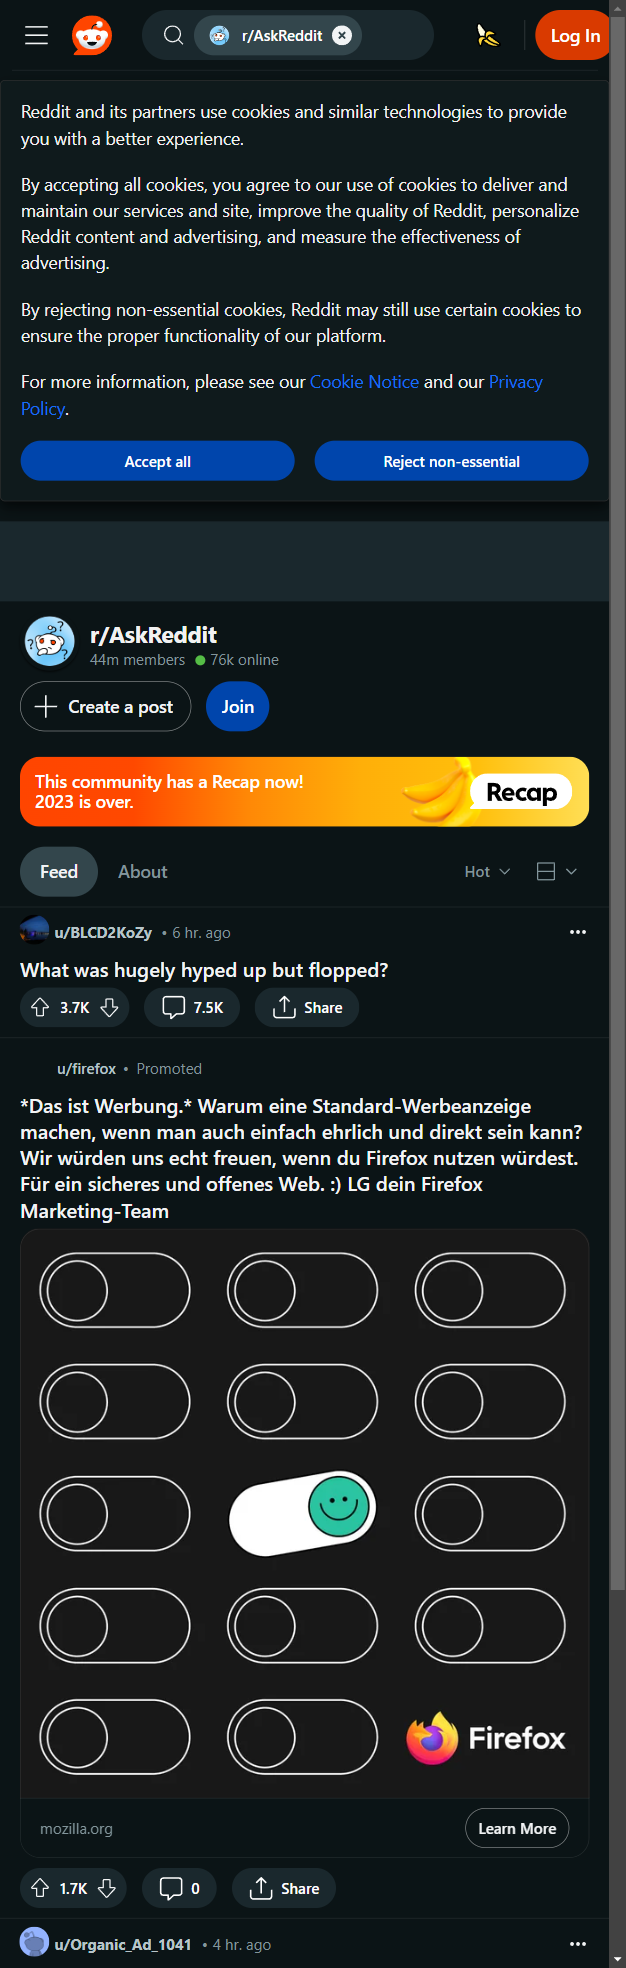 r/AskReddit
Log In
Reddit and its partners use cookies and similar technologies to provide
you with a better experience.
By accepting all cookies, you agree to our use of cookies to deliver and
maintain our services and site, improve the quality of Reddit, personalize
Reddit content and advertising, and measure the effectiveness of
advertising.
By rejecting non-essential cookies, Reddit may still use certain cookies to
ensure the proper functionality of our platform.
For more information, please see our Cookie Notice and our Privacy
Policy.
Accept all
Reject non-essential
r/AskReddit
44m members 76k online
Create a post
Join
This community has a Recap now!
2023 is over.
Recap
Feed
About
Hot
u/BLCD2KoZy • 6 hr. ago
What was hugely hyped up but flopped?
3.7K
7.5K
Share
u/firefox • Promoted
*Das ist Werbung.* Warum eine Standard-Werbeanzeige
machen, wenn man auch einfach ehrlich und direkt sein kann?
Wir würden uns echt freuen, wenn du Firefox nutzen würdest.
Für ein sicheres und offenes Web. :) LG dein Firefox
Marketing-Team
Firefox
mozilla.org
Learn More
1.7K
0
Share
u/Organic_Ad_1041 • 4 hr. ago